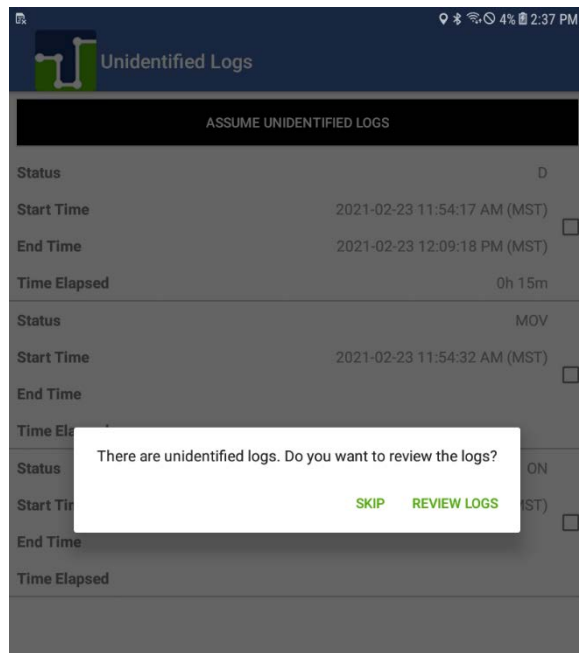 4% 2:37 PM
Unidentified Logs
ASSUME UNIDENTIFIED LOGS
Status D
Start Time 2021-02-23 11:54:17 AM (MST)
End Time 2021-02-23 12:09:18 PM (MST)
Time Elapsed 0h 15m
Status MOV
Start Time 2021-02-23 11:54:32 AM (MST)
End Time
Time
There are unidentified logs. Do you want to review the logs?
Status ON
SKIP REVIEW LOGS
Start
End Time
Time Elapsed